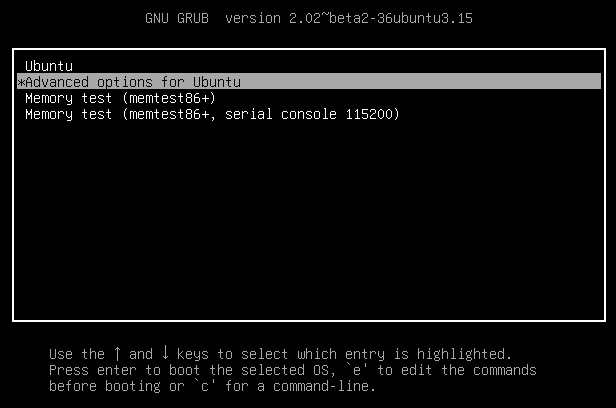 GNU GRUB  version 2.02~beta2-36ubuntu3.15
Ubuntu
*Advanced options for Ubuntu
Memory test (memtest86+)
Memory test (memtest86+, serial console 115200)
Use the ↑ and ↓ keys to select which entry is highlighted.
Press enter to boot the selected OS, `e' to edit the commands
before booting or `c' for a command-line.